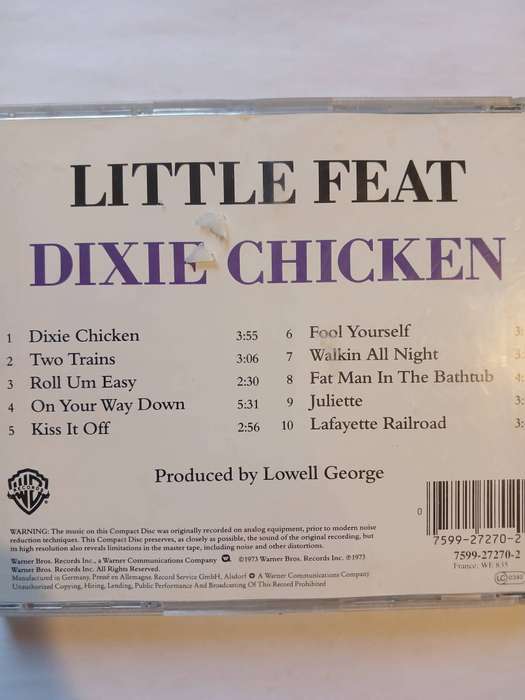 LITTLE FEAT
DIXIE CHICKEN
1 Dixie Chicken 3:55
2 Two Trains 3:06
3 Roll Um Easy 2:30
4 On Your Way Down 5:31
5 Kiss It Off 2:56
6 Fool Yourself 3:
7 Walkin All Night 3:
8 Fat Man In The Bathtub 4:
9 Juliette 3:
10 Lafayette Railroad 3:
Produced by Lowell George
WB RECORDS
WARNING: The music on this Compact Disc was originally recorded on analog equipment, prior to modern noise
reduction techniques. This Compact Disc preserves, as closely as possible, the sound of the original recording, but
its high resolution also reveals limitations in the master tape, including noise and other distortions.
Warner Bros. Records Inc., a Warner Communications Company ©1973 Warner Bros. Records Inc. ℗1973
Warner Bros. Records Inc. All Rights Reserved.
Manufactured in Germany, Pressé en Allemagne. Record Service GmbH, Alsdorf A Warner Communications Company
Unauthorized Copying, Hiring, Lending, Public Performance And Broadcasting Of This Record Prohibited
0
7599-27270-2
7599-27270-2
France: WE 835